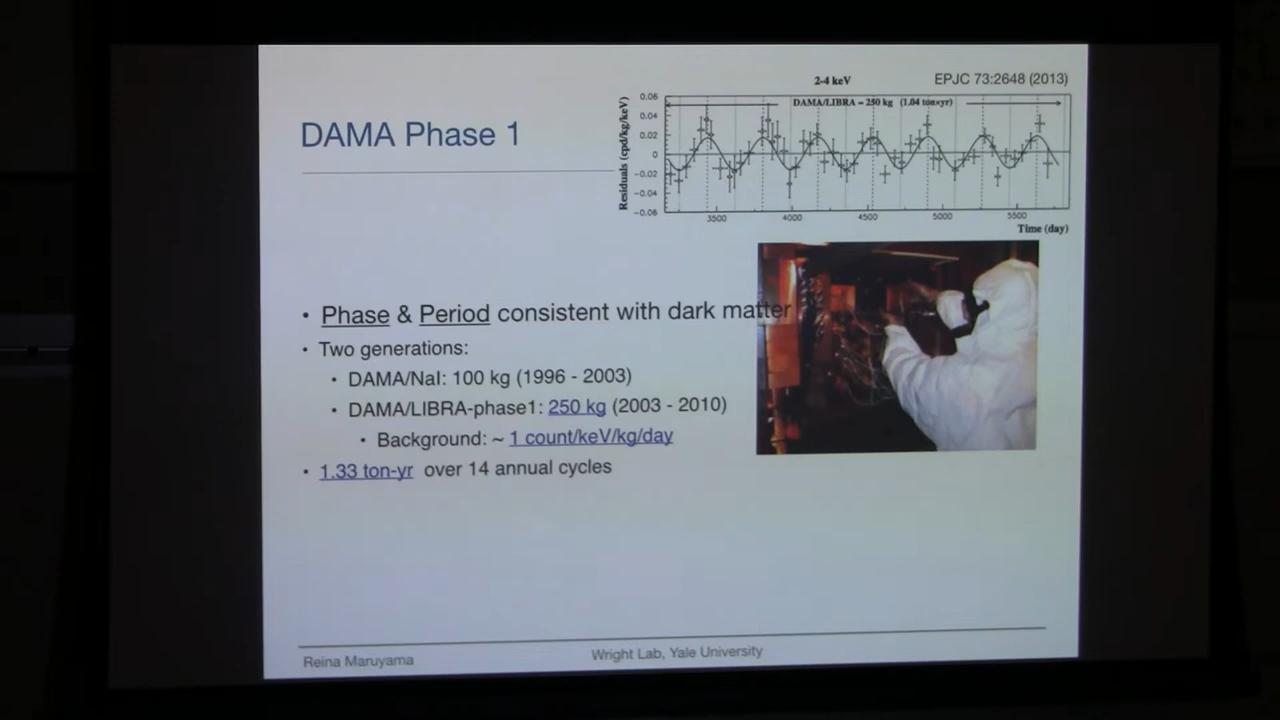 2-4 keV
EPJC 73:2648 (2013)
DAMA/LIBRA ≈ 250 kg (1.04 ton×yr)
Residuals (cpd/kg/keV)
0.06
0.04
0.02
0
-0.02
-0.04
-0.06
3500 4000 4500 5000 5500
Time (day)
DAMA Phase 1
• Phase & Period consistent with dark matter
• Two generations:
• DAMA/NaI: 100 kg (1996 - 2003)
• DAMA/LIBRA-phase1: 250 kg (2003 - 2010)
• Background: ~ 1 count/keV/kg/day
• 1.33 ton-yr over 14 annual cycles
Reina Maruyama
Wright Lab, Yale University